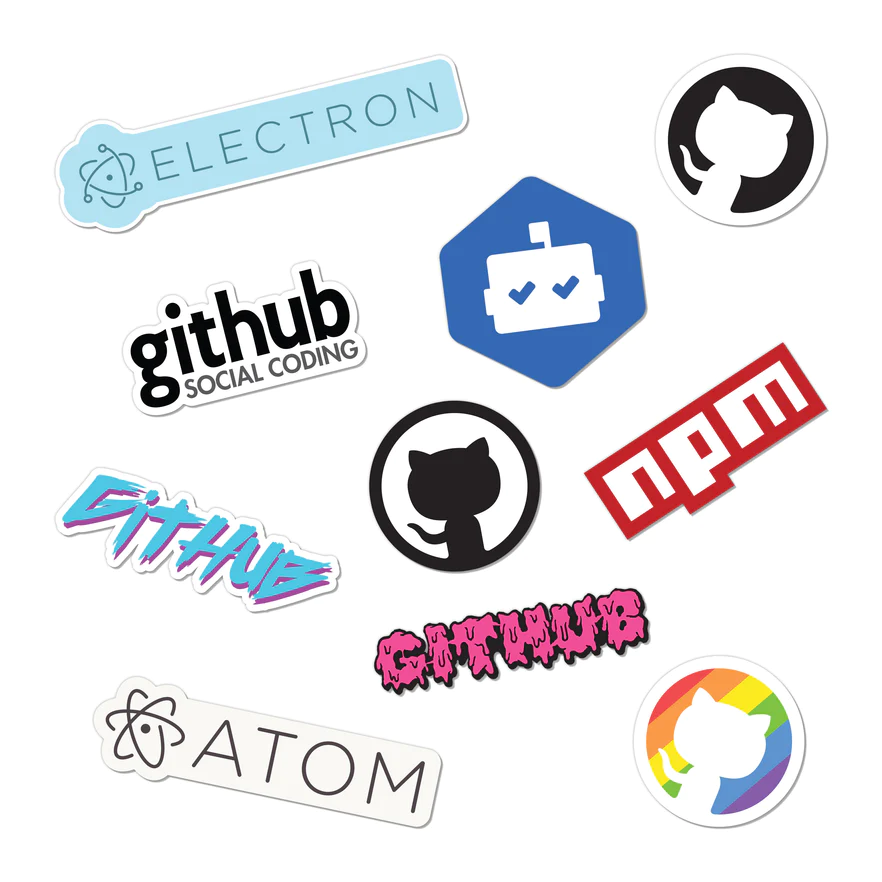 ELECTRON
github
SOCIAL CODING
npm
GITHUB
GITHUB
ATOM